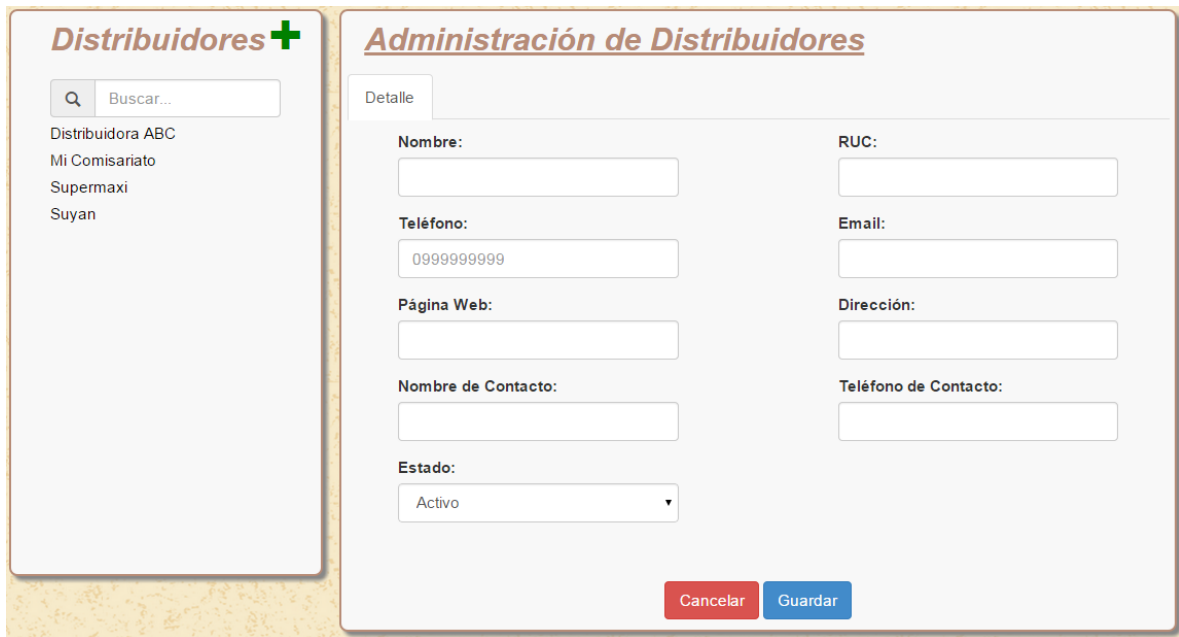 Distribuidores
Buscar...
Distribuidora ABC
Mi Comisariato
Supermaxi
Suyan
Administración de Distribuidores
Detalle
Nombre:
RUC:
Teléfono:
Email:
0999999999
Página Web:
Dirección:
Nombre de Contacto:
Teléfono de Contacto:
Estado:
Activo
Cancelar
Guardar